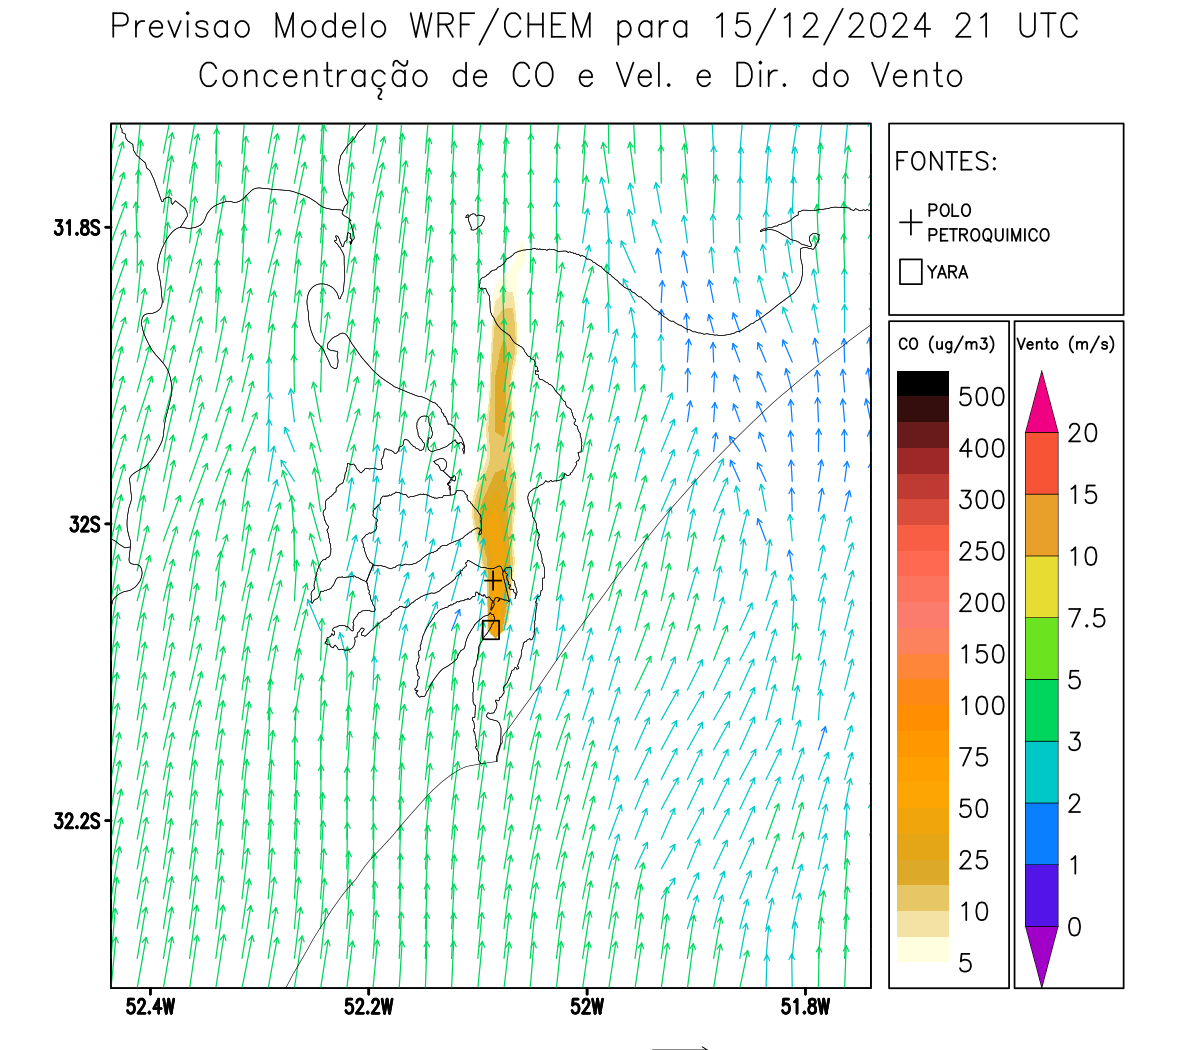 Previsao Modelo WRF/CHEM para 15/12/2024 21 UTC
Concentração de CO e Vel. e Dir. do Vento
FONTES:
POLO
PETROQUIMICO
YARA
CO (ug/m3)
500
400
300
250
200
150
100
75
50
25
10
5
Vento (m/s)
20
15
10
7.5
5
3
2
1
0
31.8S
32S
32.2S
52.4W
52.2W
52W
51.8W